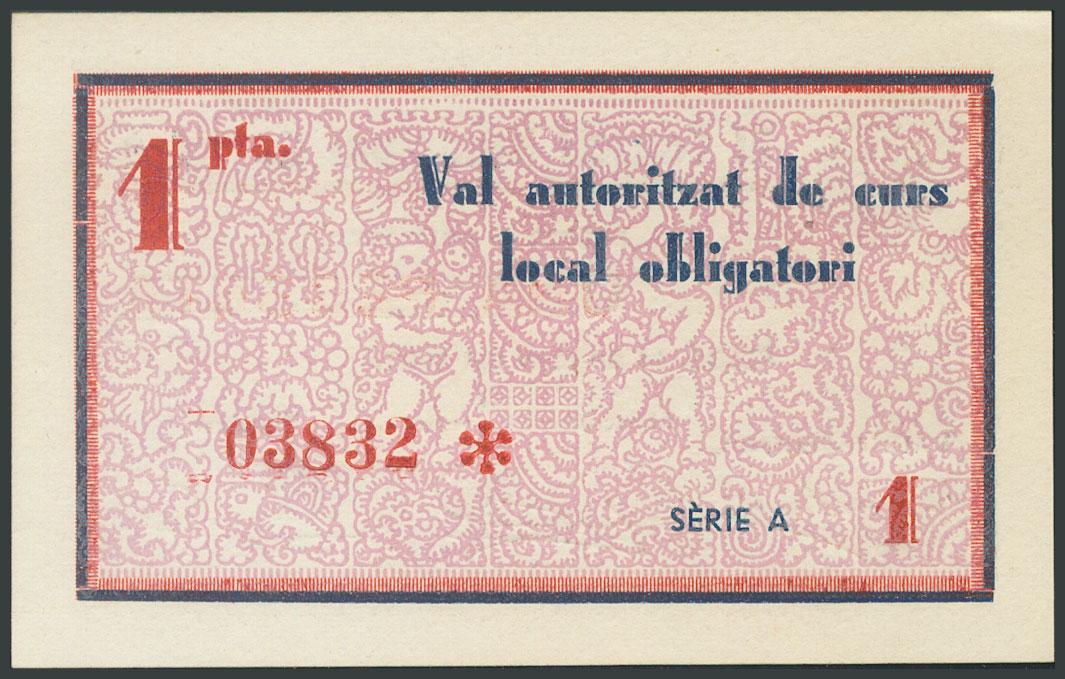 1 pta.
Val autoritzat de curs
local obligatori
03832 *
SÈRIE A
1